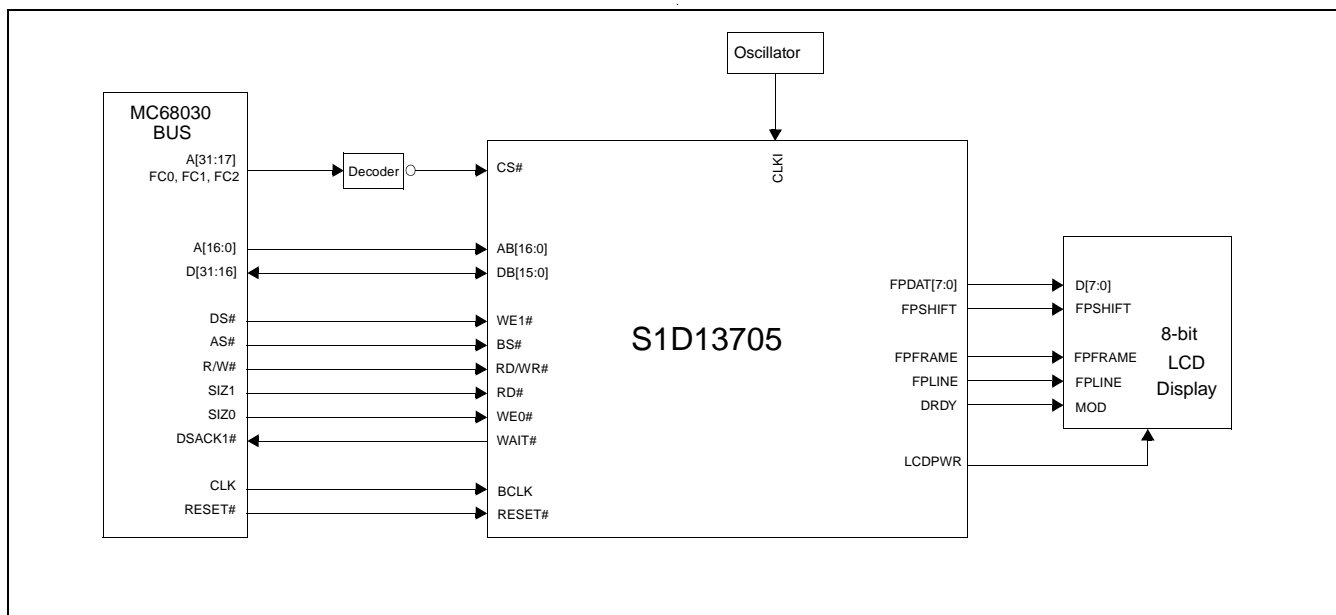 Oscillator
MC68030
BUS
A[31:17]
FC0, FC1, FC2
Decoder
CS#
CLKI
A[16:0]
AB[16:0]
D[31:16]
DB[15:0]
FPDAT[7:0]
D[7:0]
FPSHIFT
FPSHIFT
DS#
WE1#
AS#
BS#
S1D13705
8-bit
LCD
Display
R/W#
RD/WR#
FPFRAME
FPFRAME
SIZ1
RD#
FPLINE
FPLINE
SIZ0
WE0#
DRDY
MOD
DSACK1#
WAIT#
LCDPWR
CLK
BCLK
RESET#
RESET#